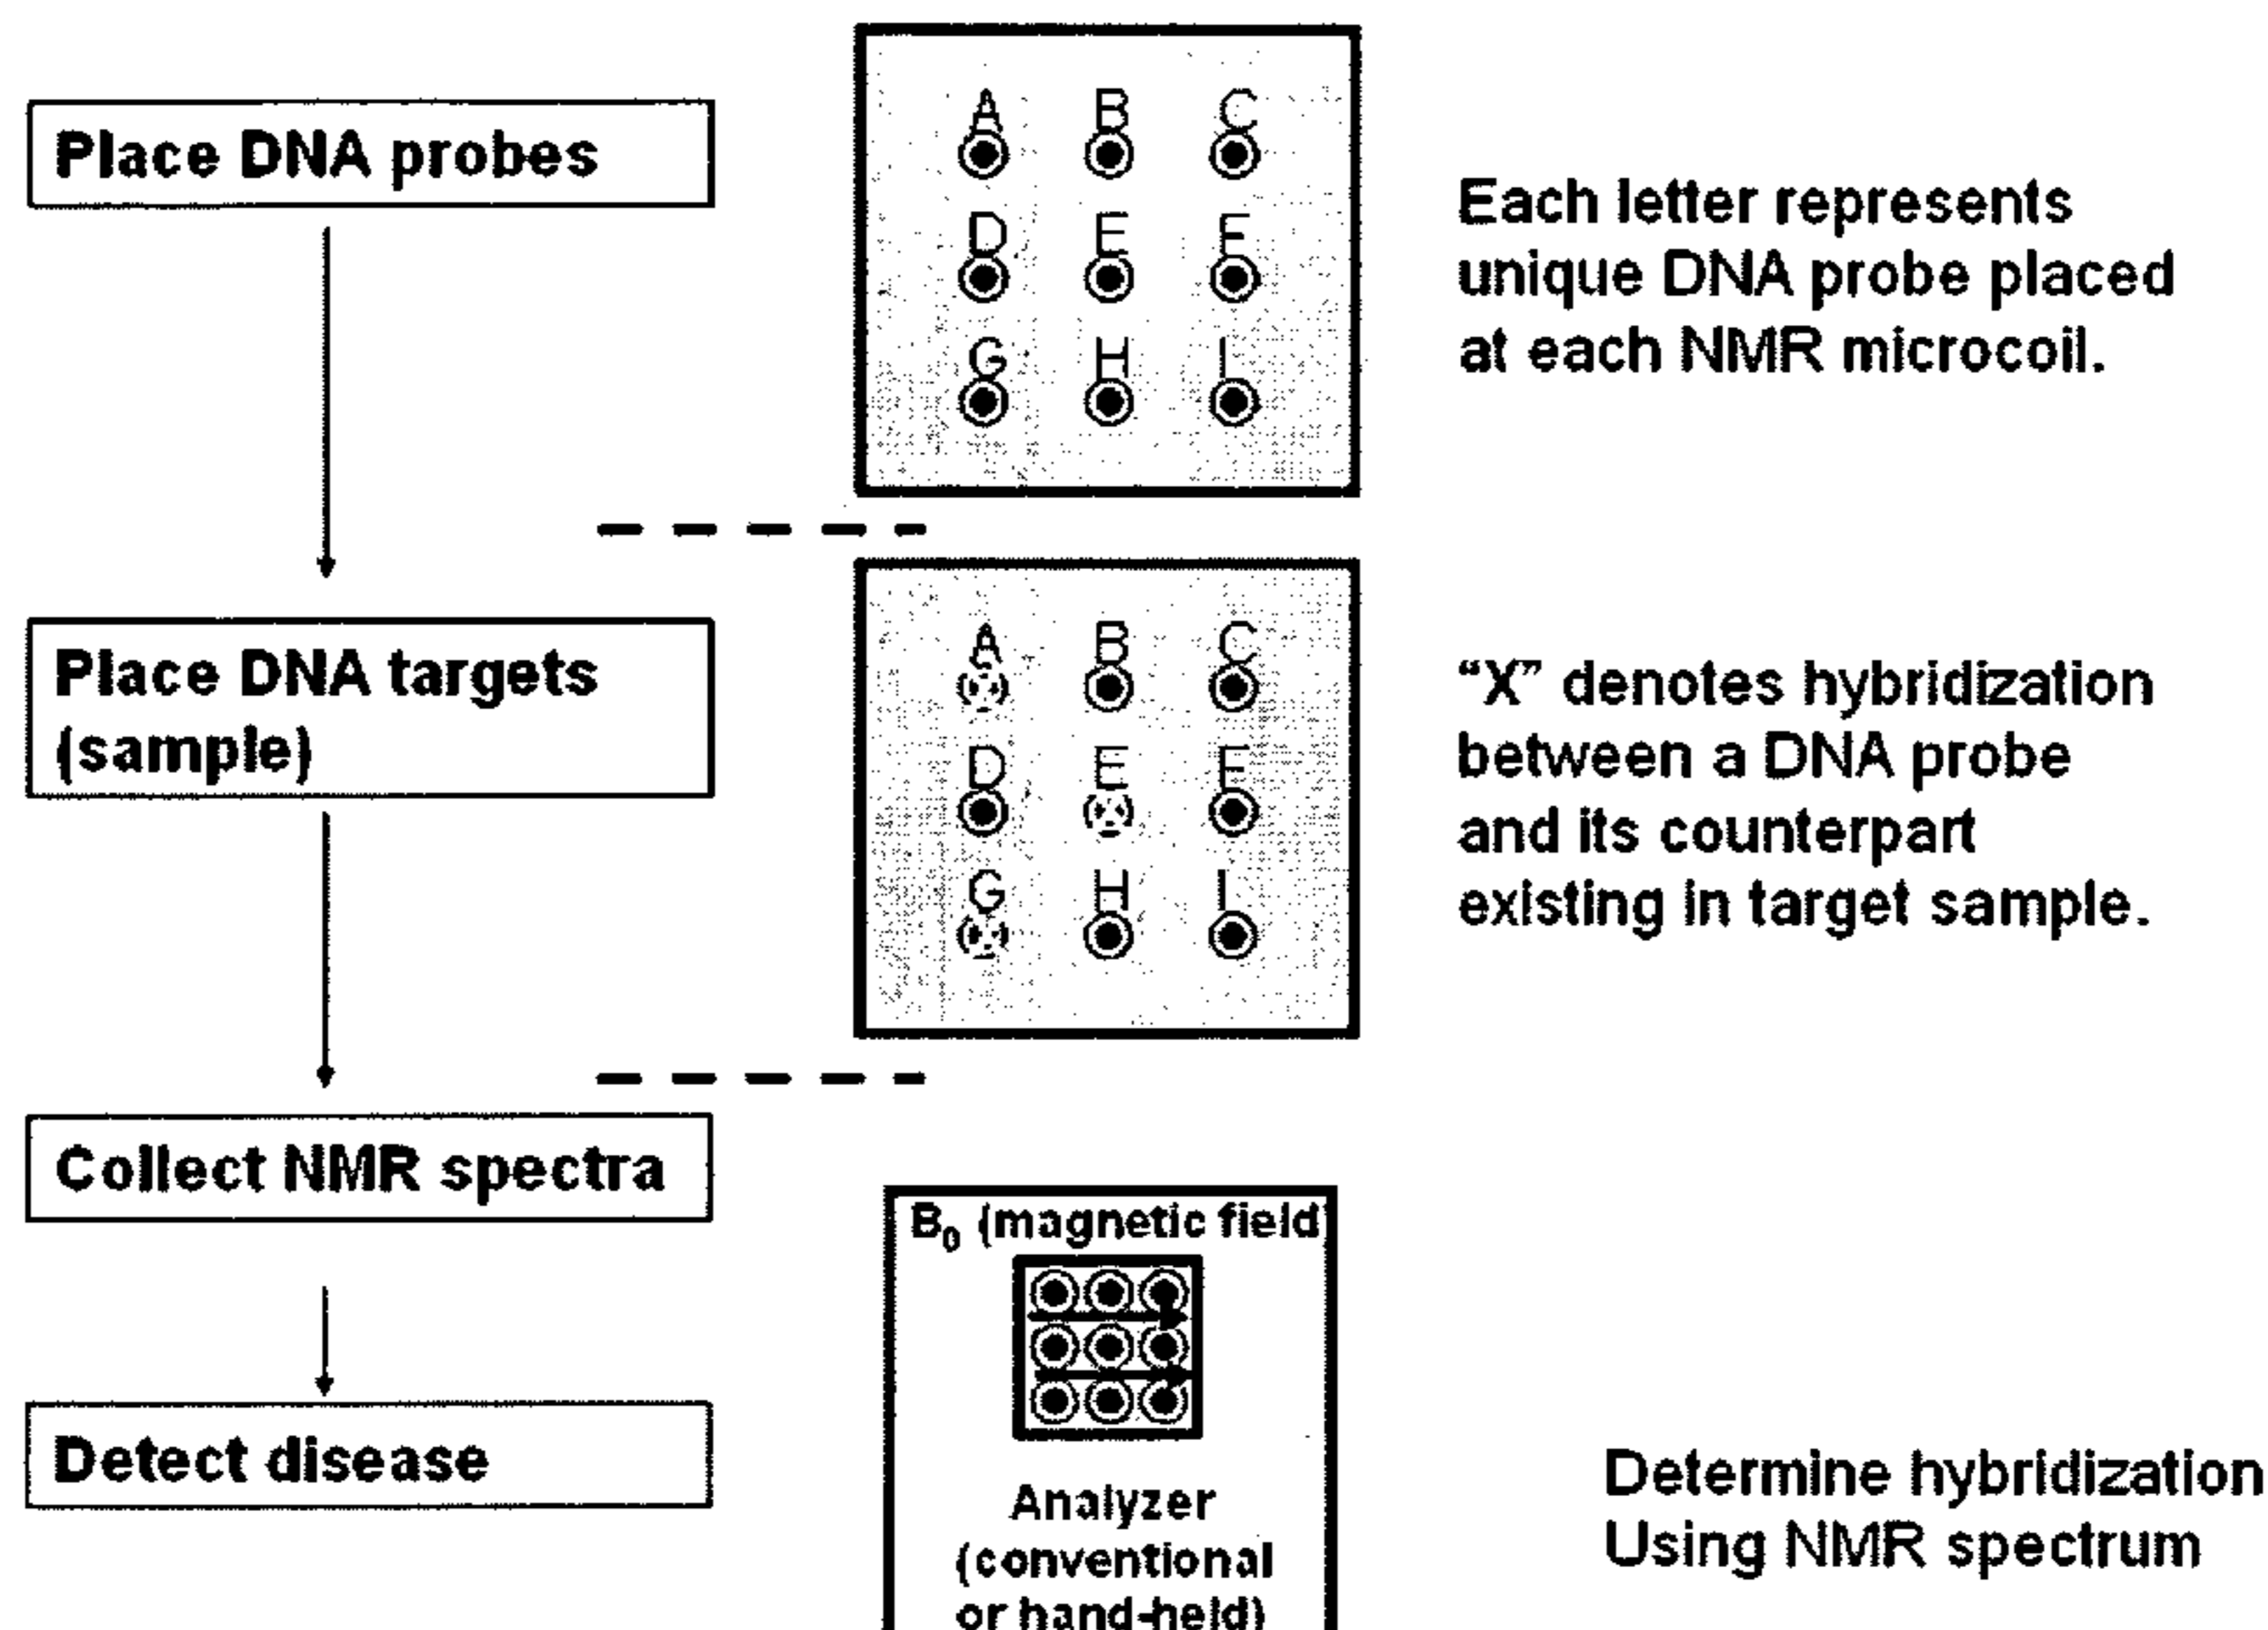 Place DNA probes
A B C
D E F
G H I
Each letter represents
unique DNA probe placed
at each NMR microcoil.
Place DNA targets
(sample)
A B C
D E F
G H I
“X” denotes hybridization
between a DNA probe
and its counterpart
existing in target sample.
Collect NMR spectra
B₀ (magnetic field
Analyzer
(conventional
or hand-held)
Detect disease
Determine hybridization
Using NMR spectrum